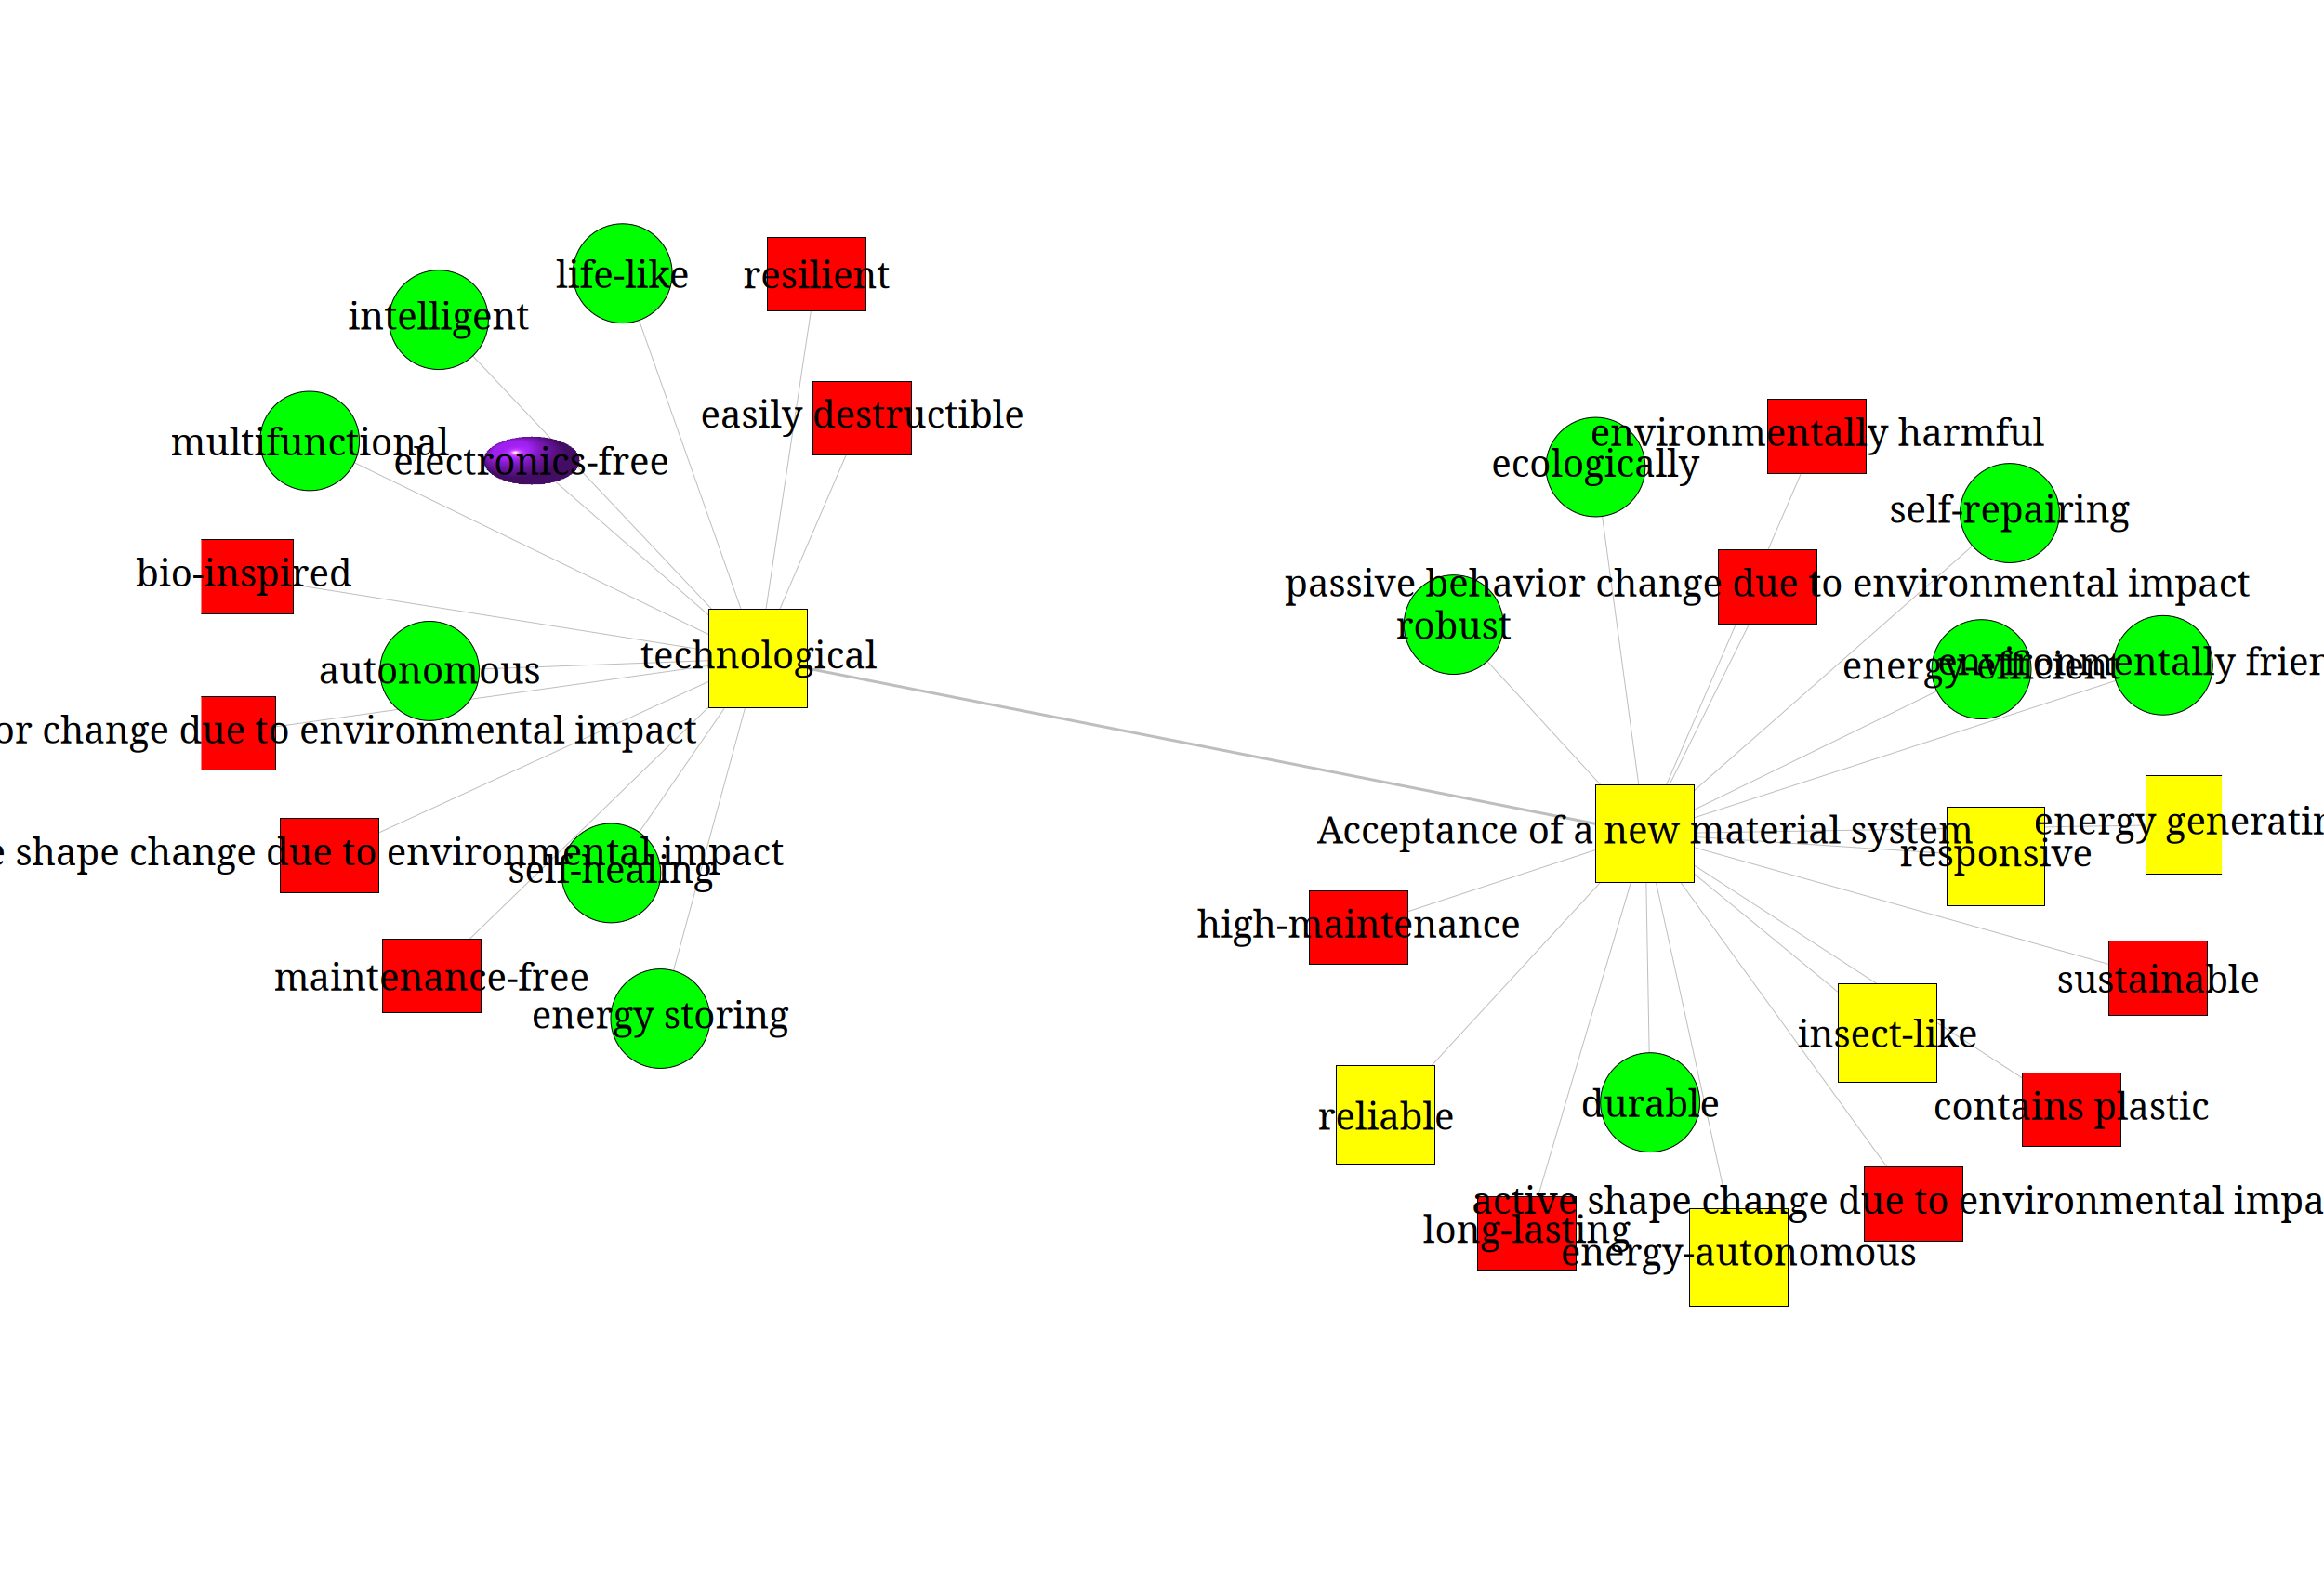 life-like
resilient
intelligent
easily destructible
multifunctional
electronics-free
environmentally harmful
ecologically
self-repairing
bio-inspired
passive behavior change due to environmental impact
robust
technological
autonomous
energy-efficient
environmentally frien
or change due to environmental impact
energy generatin
Acceptance of a new material system
e shape change due to environmental impact
responsive
self-healing
high-maintenance
maintenance-free
sustainable
energy storing
insect-like
contains plastic
reliable
durable
active shape change due to environmental impa
long-lasting
energy-autonomous